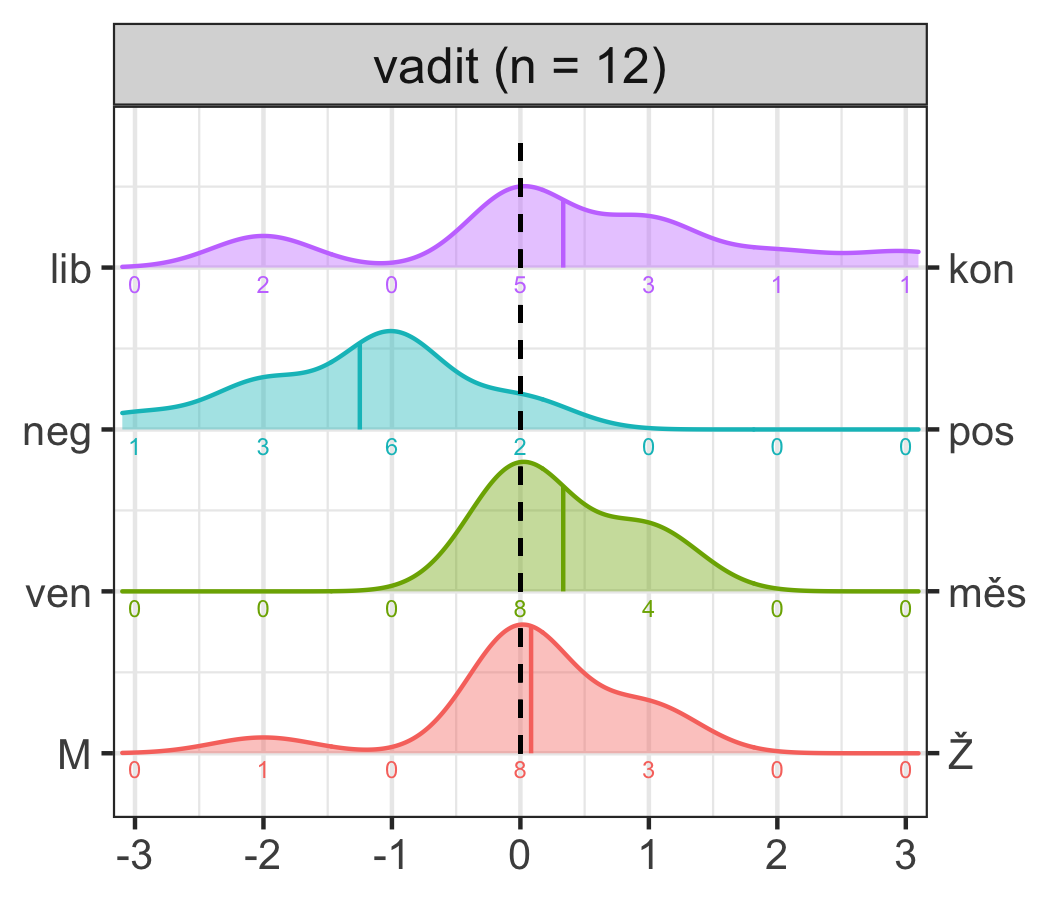 vadit (n = 12)
lib kon
0 2 0 5 3 1 1
neg pos
1 3 6 2 0 0 0
ven měs
0 0 0 8 4 0 0
M Ž
0 1 0 8 3 0 0
-3 -2 -1 0 1 2 3